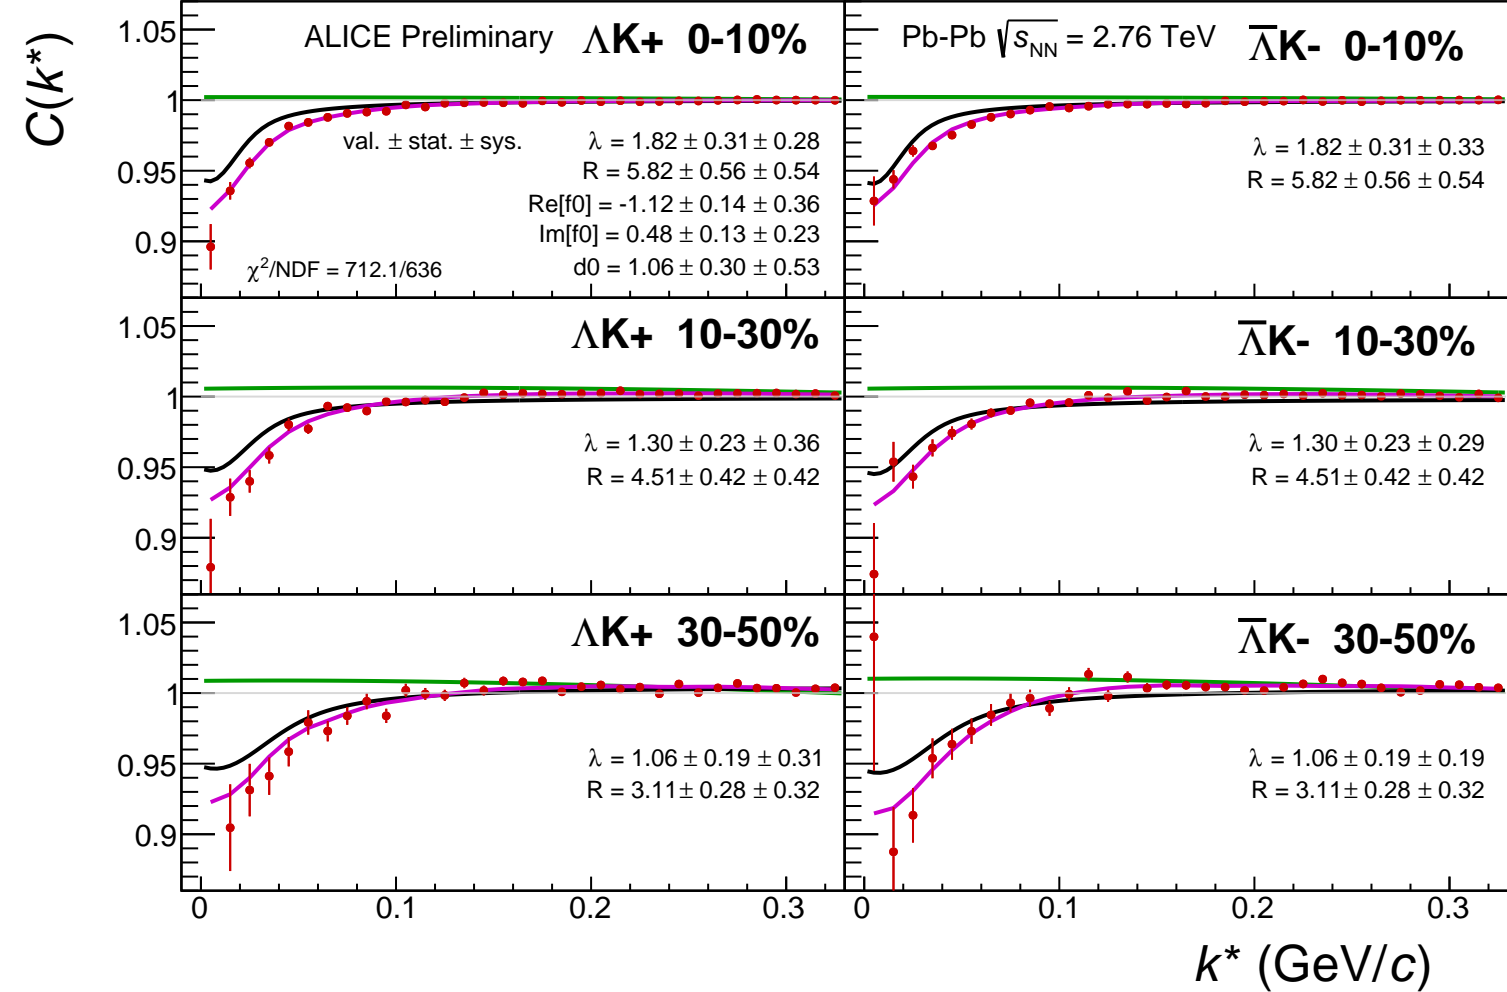 C(k*)
1.05
1
0.95
0.9
ALICE Preliminary ΛK+ 0-10%
val. ± stat. ± sys.
λ = 1.82 ± 0.31 ± 0.28
R = 5.82 ± 0.56 ± 0.54
Re[f0] = -1.12 ± 0.14 ± 0.36
Im[f0] = 0.48 ± 0.13 ± 0.23
d0 = 1.06 ± 0.30 ± 0.53
χ²/NDF = 712.1/636
Pb-Pb √s_NN = 2.76 TeV Λ̅K- 0-10%
λ = 1.82 ± 0.31 ± 0.33
R = 5.82 ± 0.56 ± 0.54
1.05
1
0.95
0.9
ΛK+ 10-30%
λ = 1.30 ± 0.23 ± 0.36
R = 4.51 ± 0.42 ± 0.42
Λ̅K- 10-30%
λ = 1.30 ± 0.23 ± 0.29
R = 4.51 ± 0.42 ± 0.42
1.05
1
0.95
0.9
ΛK+ 30-50%
λ = 1.06 ± 0.19 ± 0.31
R = 3.11 ± 0.28 ± 0.32
Λ̅K- 30-50%
λ = 1.06 ± 0.19 ± 0.19
R = 3.11 ± 0.28 ± 0.32
0 0.1 0.2 0.3
0 0.1 0.2 0.3
k* (GeV/c)